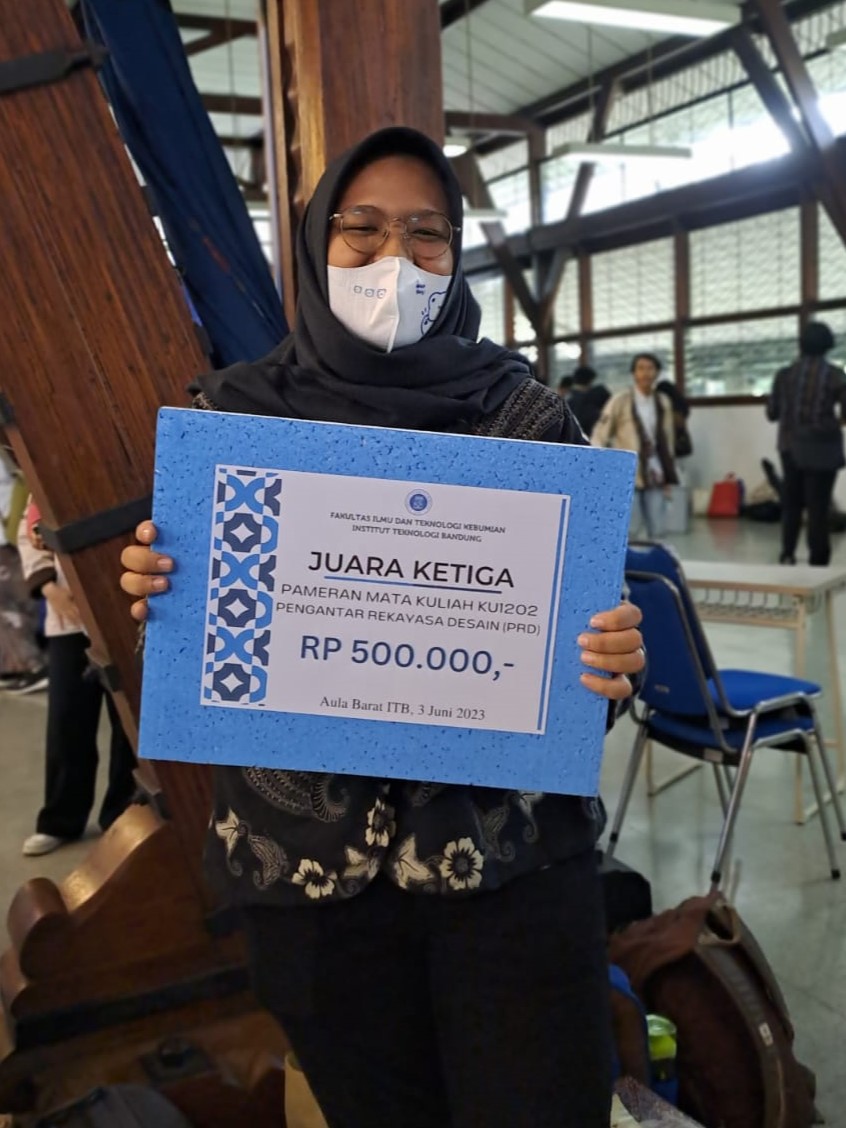 FAKULTAS ILMU DAN TEKNOLOGI KEBUMIAN
INSTITUT TEKNOLOGI BANDUNG
JUARA KETIGA
PAMERAN MATA KULIAH KU1202
PENGANTAR REKAYASA DESAIN (PRD)
RP 500.000,-
Aula Barat ITB, 3 Juni 2023